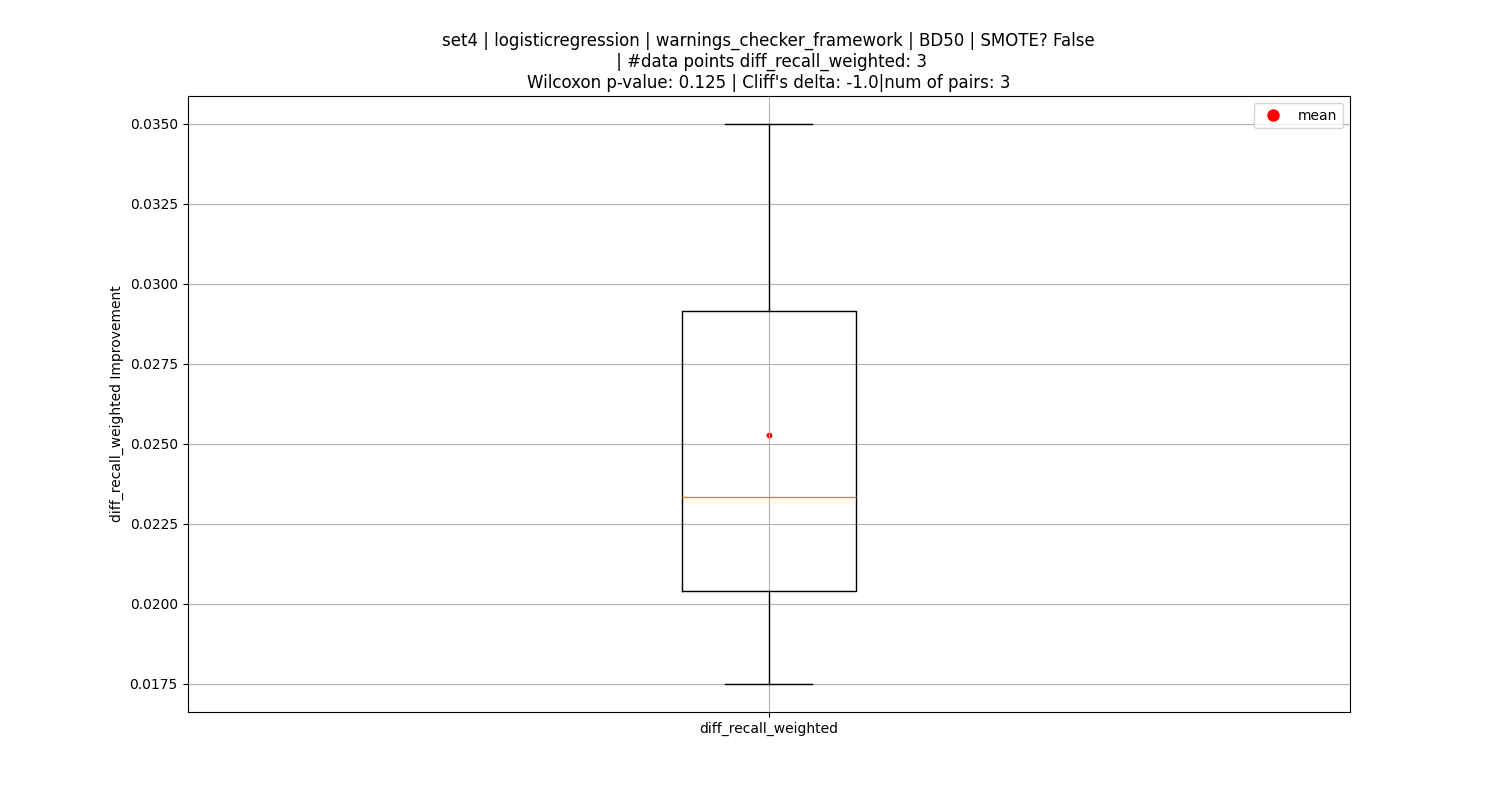 set4 | logisticregression | warnings_checker_framework | BD50 | SMOTE? False
| #data points diff_recall_weighted: 3
Wilcoxon p-value: 0.125 | Cliff's delta: -1.0|num of pairs: 3
mean
0.0350
0.0325
0.0300
0.0275
0.0250
0.0225
0.0200
0.0175
diff_recall_weighted Improvement
diff_recall_weighted